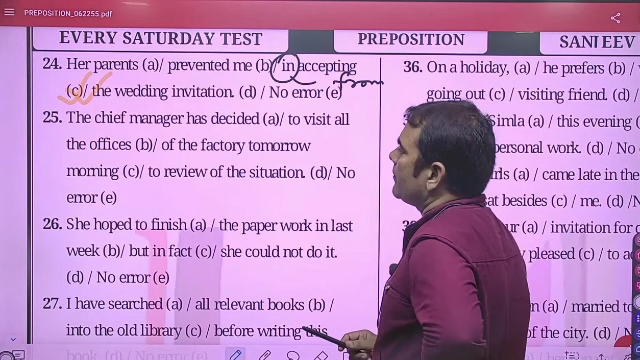 PREPOSITION_062255.pdf
EVERY SATURDAY TEST
PREPOSITION
SANJEEV
24. Her parents (a)/ prevented me (b)/ in accepting
(c)/ the wedding invitation. (d) / No error (e)
from
25. The chief manager has decided (a)/ to visit all
the offices (b)/ of the factory tomorrow
morning (c)/ to review of the situation. (d)/ No
error (e)
26. She hoped to finish (a) / the paper work in last
week (b)/ but in fact (c)/ she could not do it.
(d) / No error (e)
27. I have searched (a) / all relevant books (b) /
into the old library (c) / before writing this
book. (d) / No error (e)
36. On a holiday, (a)/ he prefers (b) /
going out (c)/ visiting friend. (d) /
Simla (a) / this evening
personal work. (d) / No
(a) / came late in the
besides (c) / me. (d) /
(a) / invitation for
pleased (c) / to
(a) / married to
of the city. (d) /